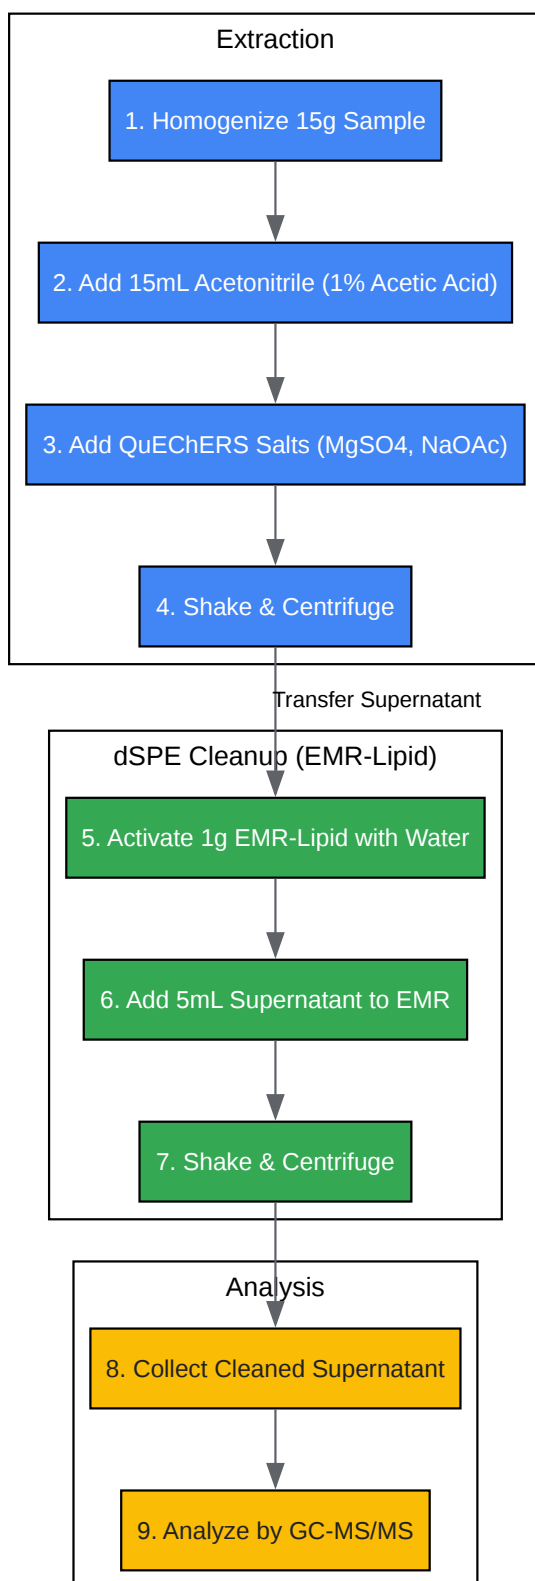 Extraction
1. Homogenize 15g Sample
2. Add 15mL Acetonitrile (1% Acetic Acid)
3. Add QuEChERS Salts (MgSO4, NaOAc)
4. Shake & Centrifuge
Transfer Supernatant
dSPE Cleanup (EMR-Lipid)
5. Activate 1g EMR-Lipid with Water
6. Add 5mL Supernatant to EMR
7. Shake & Centrifuge
Analysis
8. Collect Cleaned Supernatant
9. Analyze by GC-MS/MS